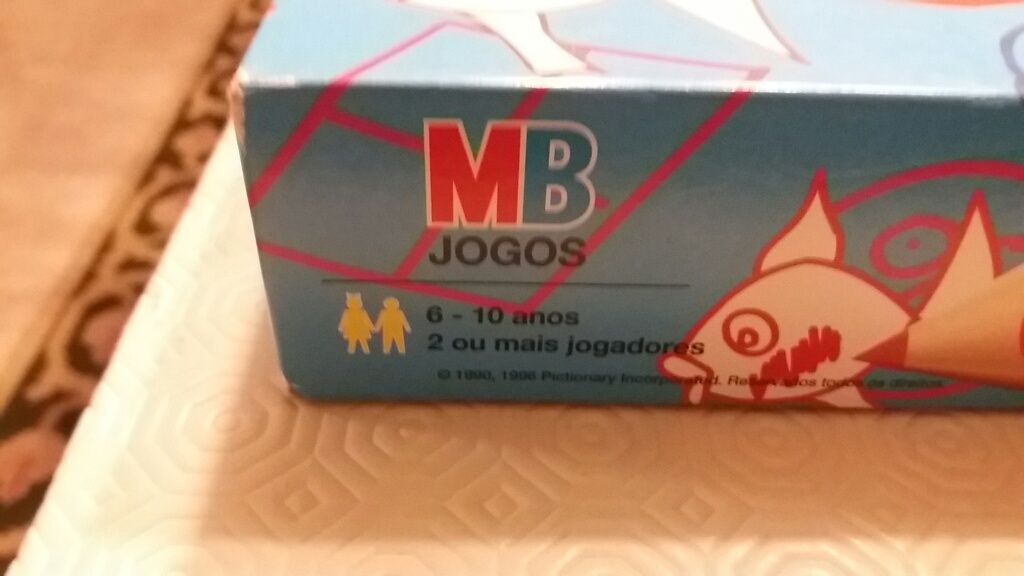 MB
JOGOS
6 - 10 anos
2 ou mais jogadores
© 1990, 1996 Pictionary Incorporated. Reservados todos os direitos.